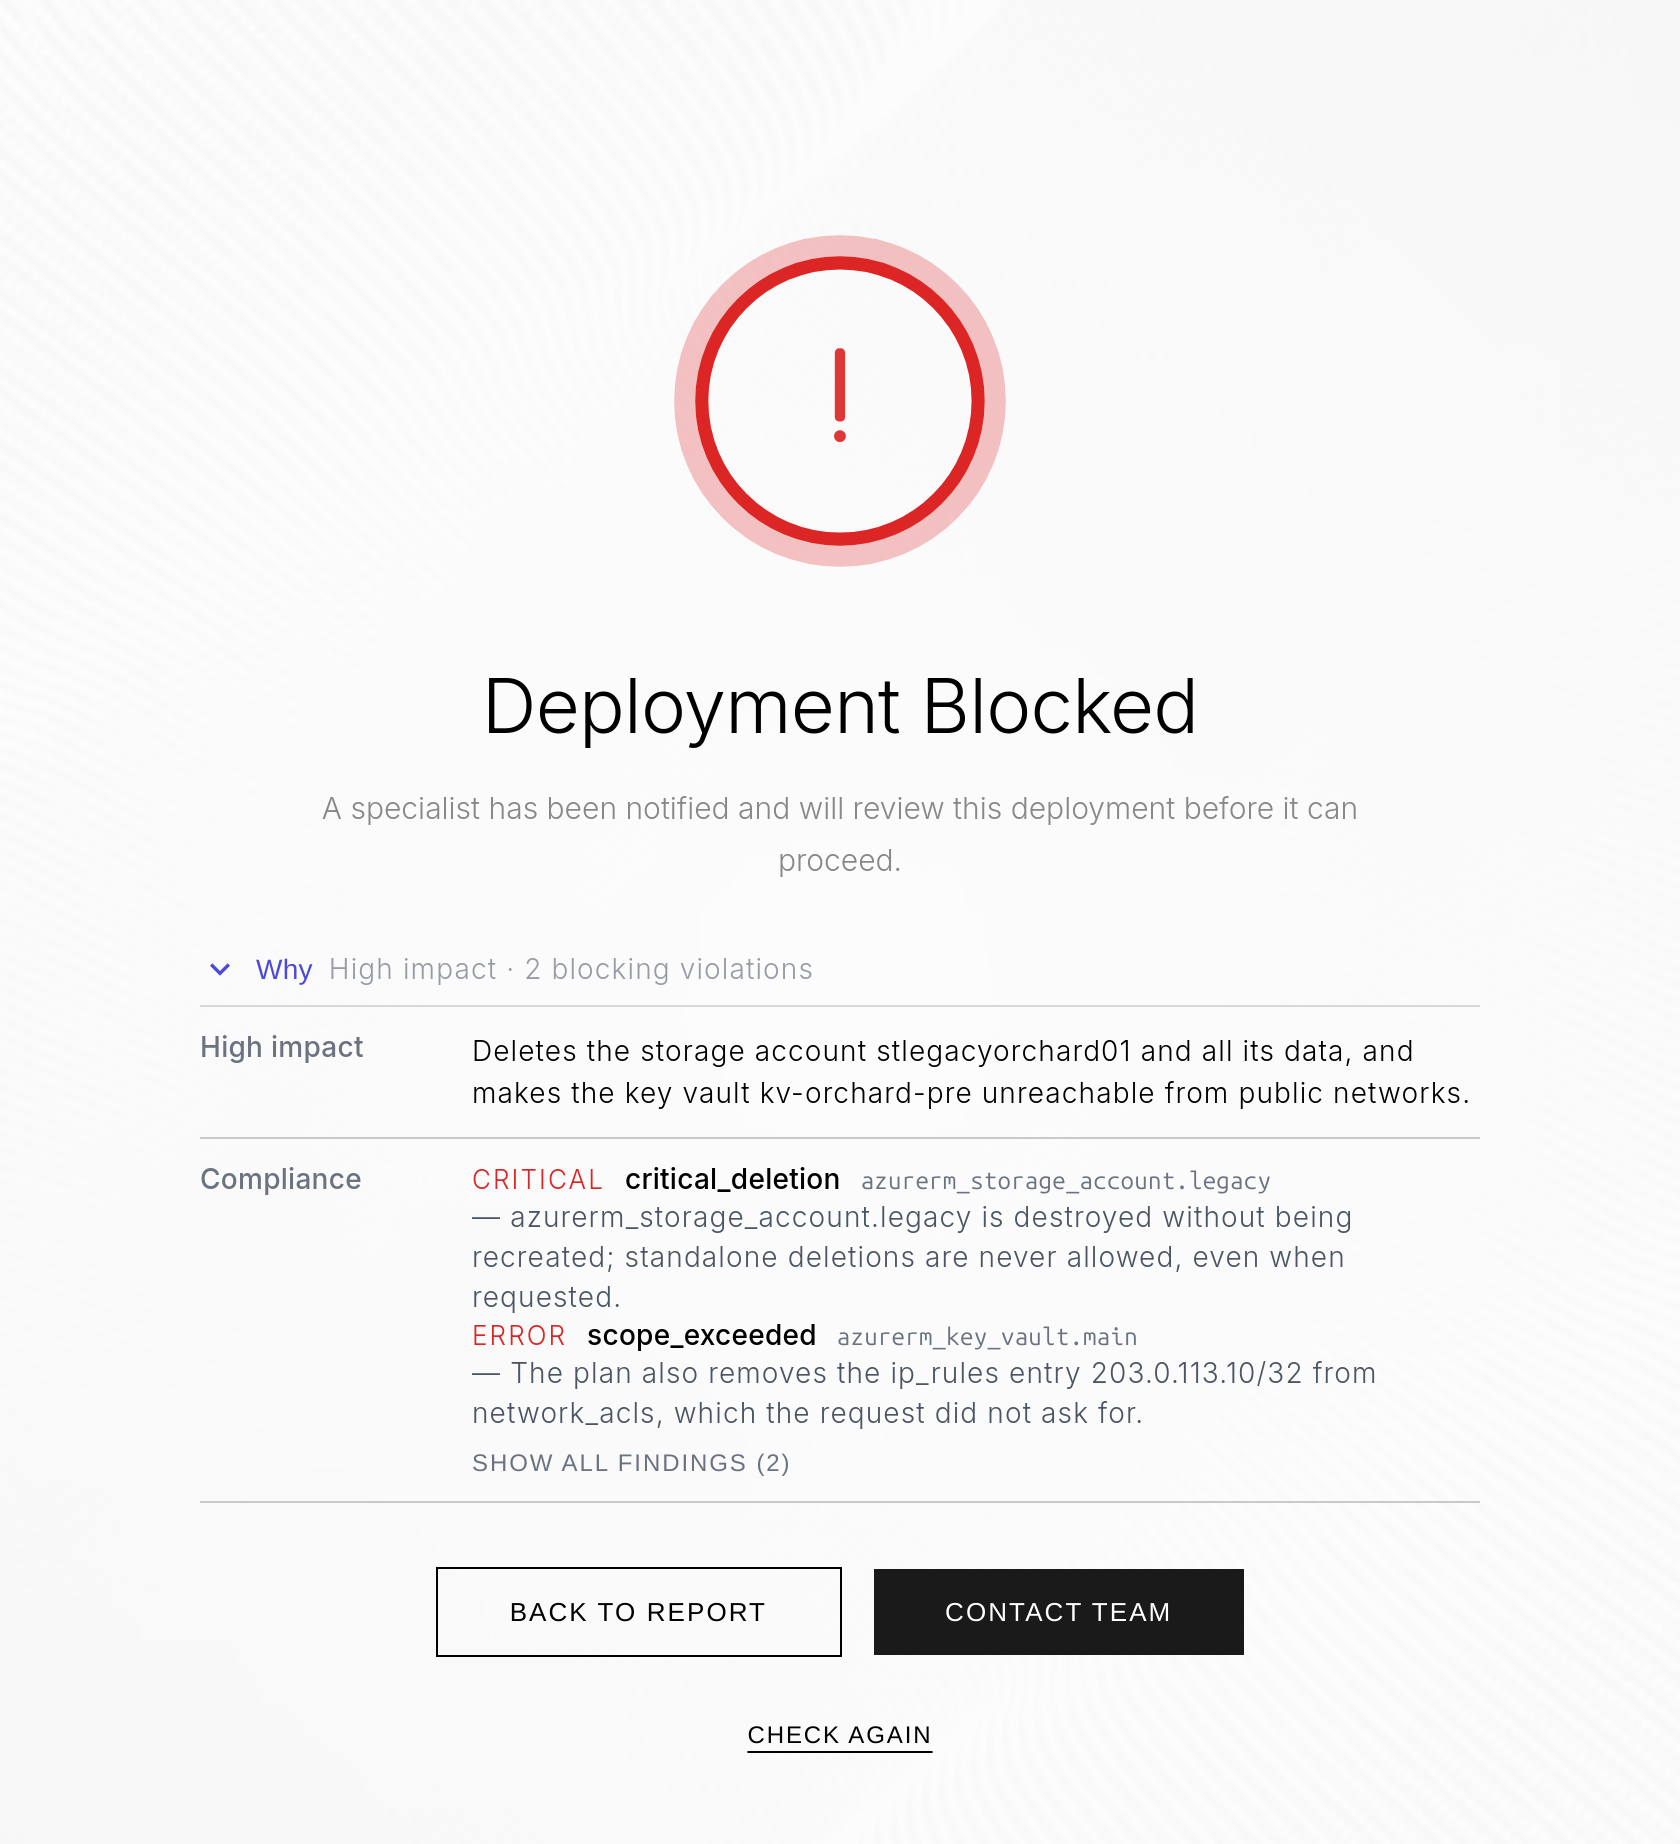 Deployment Blocked
A specialist has been notified and will review this deployment before it can
proceed.
Why High impact · 2 blocking violations
High impact
Deletes the storage account stlegacyorchard01 and all its data, and
makes the key vault kv-orchard-pre unreachable from public networks.
Compliance
CRITICAL critical_deletion azurerm_storage_account.legacy
— azurerm_storage_account.legacy is destroyed without being
recreated; standalone deletions are never allowed, even when
requested.
ERROR scope_exceeded azurerm_key_vault.main
— The plan also removes the ip_rules entry 203.0.113.10/32 from
network_acls, which the request did not ask for.
SHOW ALL FINDINGS (2)
BACK TO REPORT
CONTACT TEAM
CHECK AGAIN